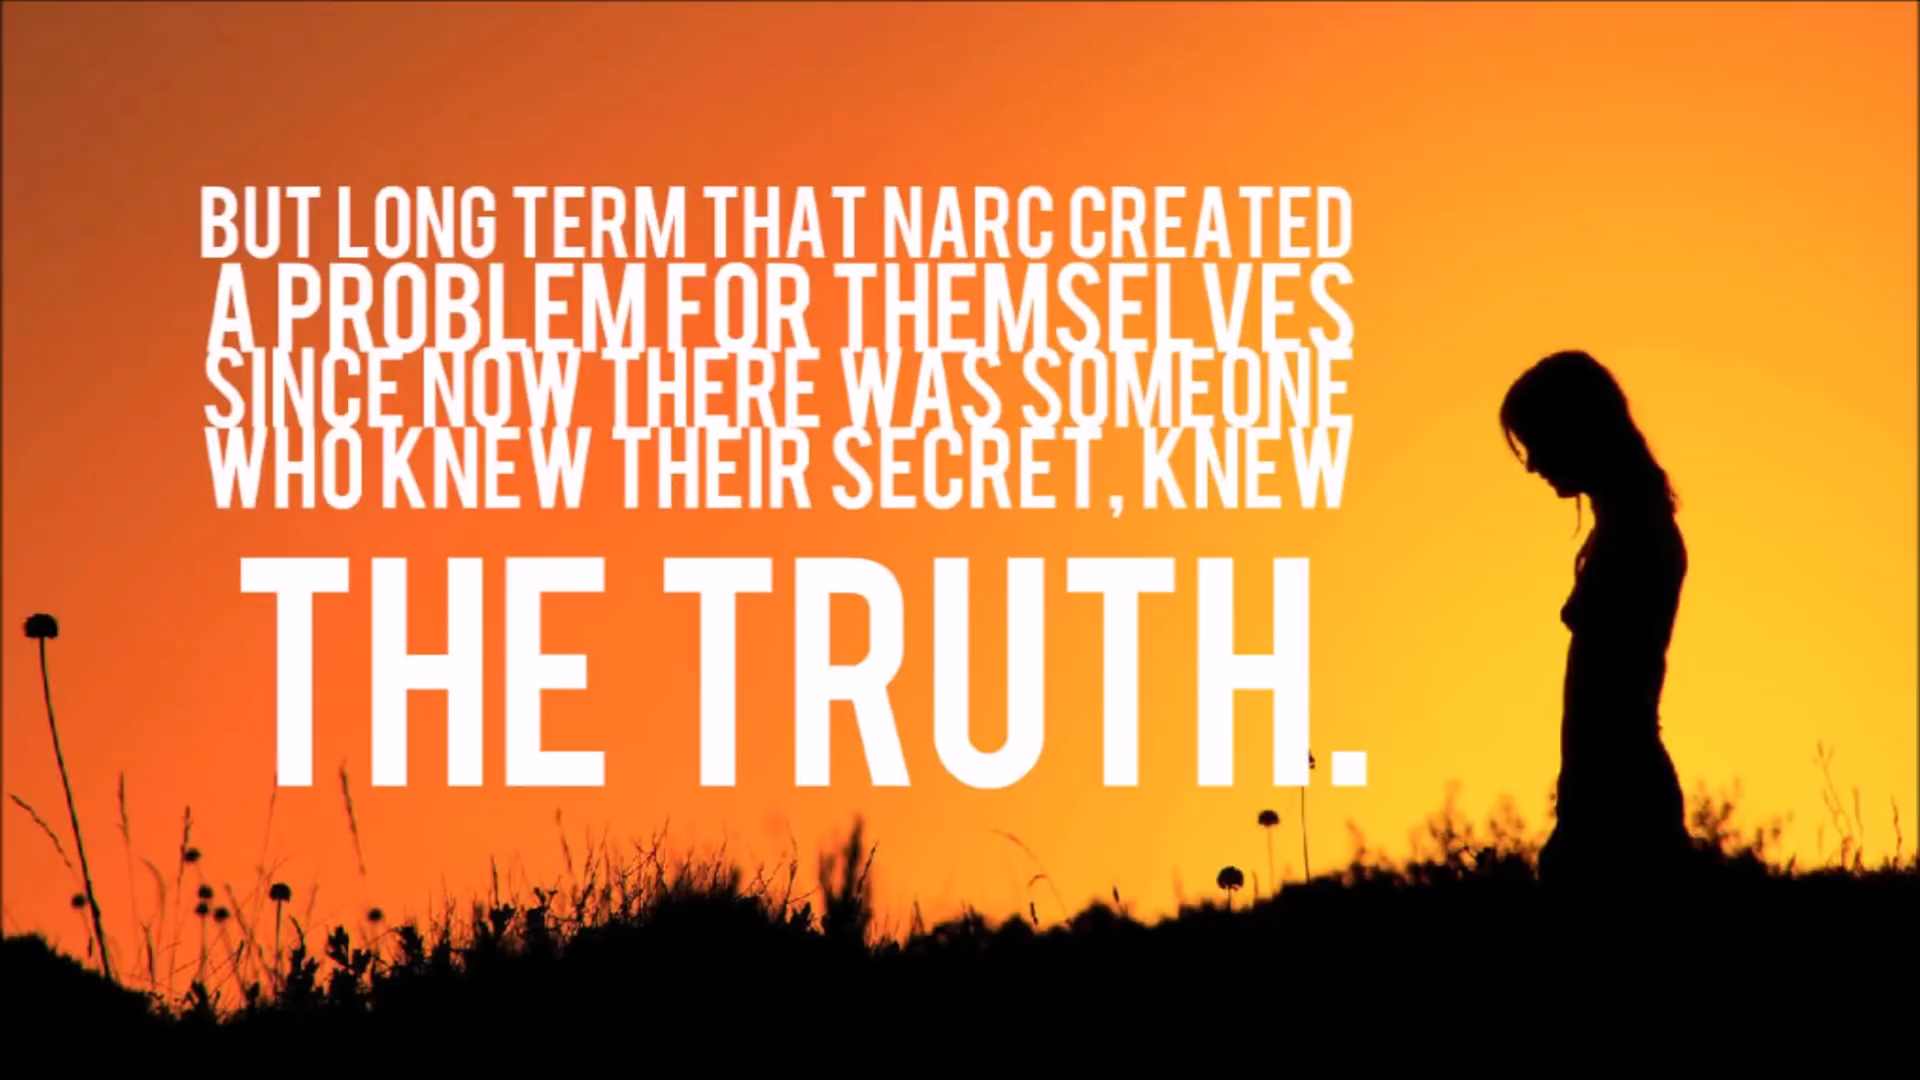 BUT LONG TERM THAT NARC CREATED
A PROBLEM FOR THEMSELVES
SINCE NOW THERE WAS SOMEONE
WHO KNEW THEIR SECRET, KNEW
THE TRUTH.